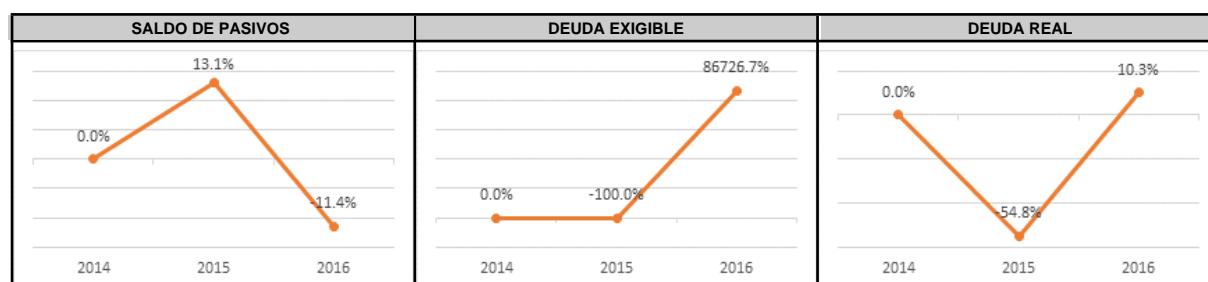 SALDO DE PASIVOS
13.1%
0.0%
-11.4%
2014 2015 2016
DEUDA EXIGIBLE
86726.7%
0.0% -100.0%
2014 2015 2016
DEUDA REAL
10.3%
0.0%
-54.8%
2014 2015 2016